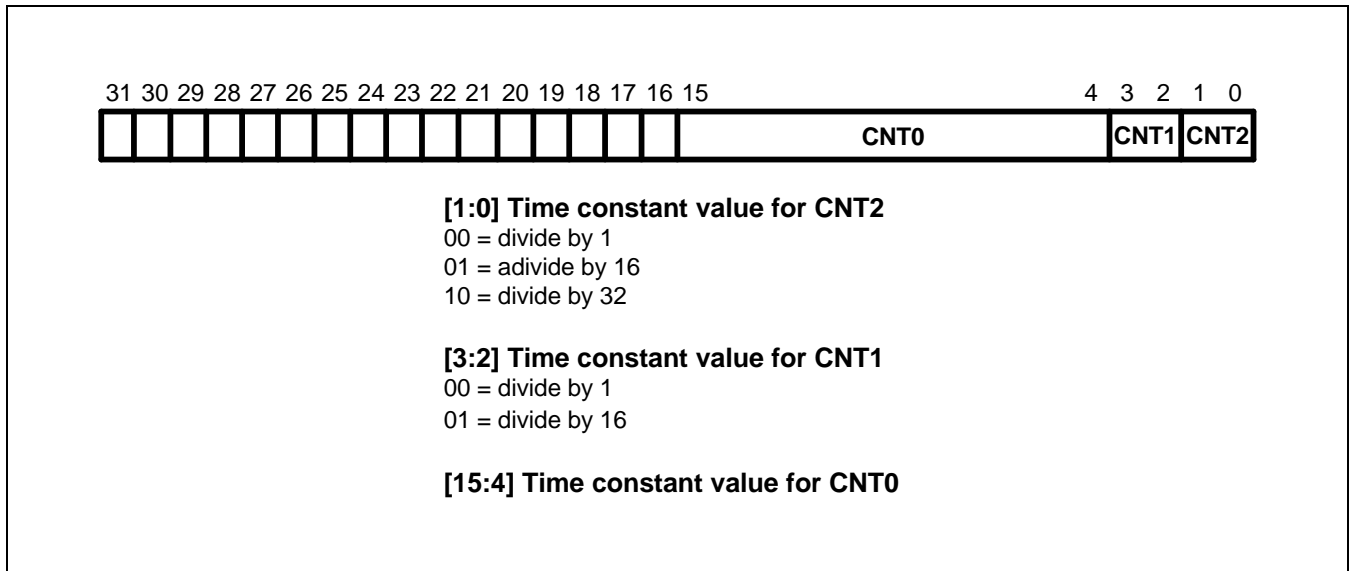 31 30 29 28 27 26 25 24 23 22 21 20 19 18 17 16 15 4 3 2 1 0
CNT0 CNT1 CNT2
[1:0] Time constant value for CNT2
00 = divide by 1
01 = adivide by 16
10 = divide by 32
[3:2] Time constant value for CNT1
00 = divide by 1
01 = divide by 16
[15:4] Time constant value for CNT0